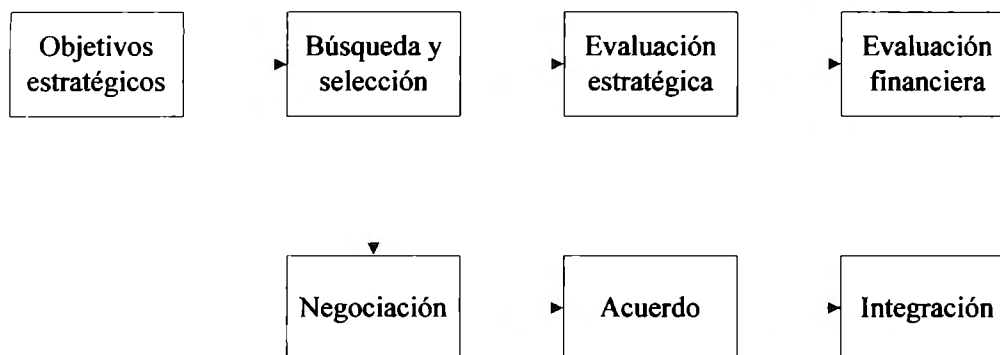 Objetivos
estratégicos
Búsqueda y
selección
Evaluación
estratégica
Evaluación
financiera
Negociación
Acuerdo
Integración